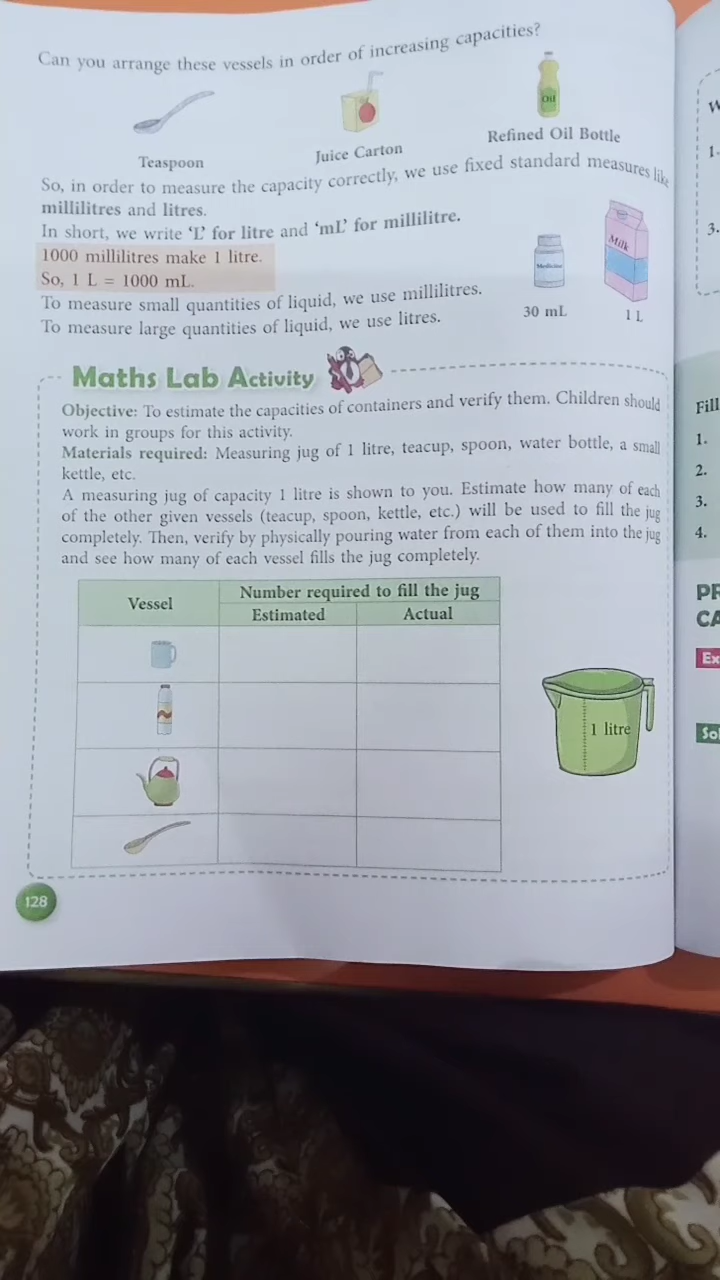 Can you arrange these vessels in order of increasing capacities?
Oil
Teaspoon
Juice Carton
Refined Oil Bottle
So, in order to measure the capacity correctly, we use fixed standard measures like
millilitres and litres.
In short, we write ‘L’ for litre and ‘mL’ for millilitre.
1000 millilitres make 1 litre.
So, 1 L = 1000 mL.
To measure small quantities of liquid, we use millilitres.
To measure large quantities of liquid, we use litres.
Medicine
Milk
30 mL
1 L
Maths Lab Activity
Objective: To estimate the capacities of containers and verify them. Children should
work in groups for this activity.
Materials required: Measuring jug of 1 litre, teacup, spoon, water bottle, a small
kettle, etc.
A measuring jug of capacity 1 litre is shown to you. Estimate how many of each
of the other given vessels (teacup, spoon, kettle, etc.) will be used to fill the jug
completely. Then, verify by physically pouring water from each of them into the jug
and see how many of each vessel fills the jug completely.
Vessel
Number required to fill the jug
Estimated
Actual
1 litre
128
1.
3.
Fill
1.
2.
3.
4.